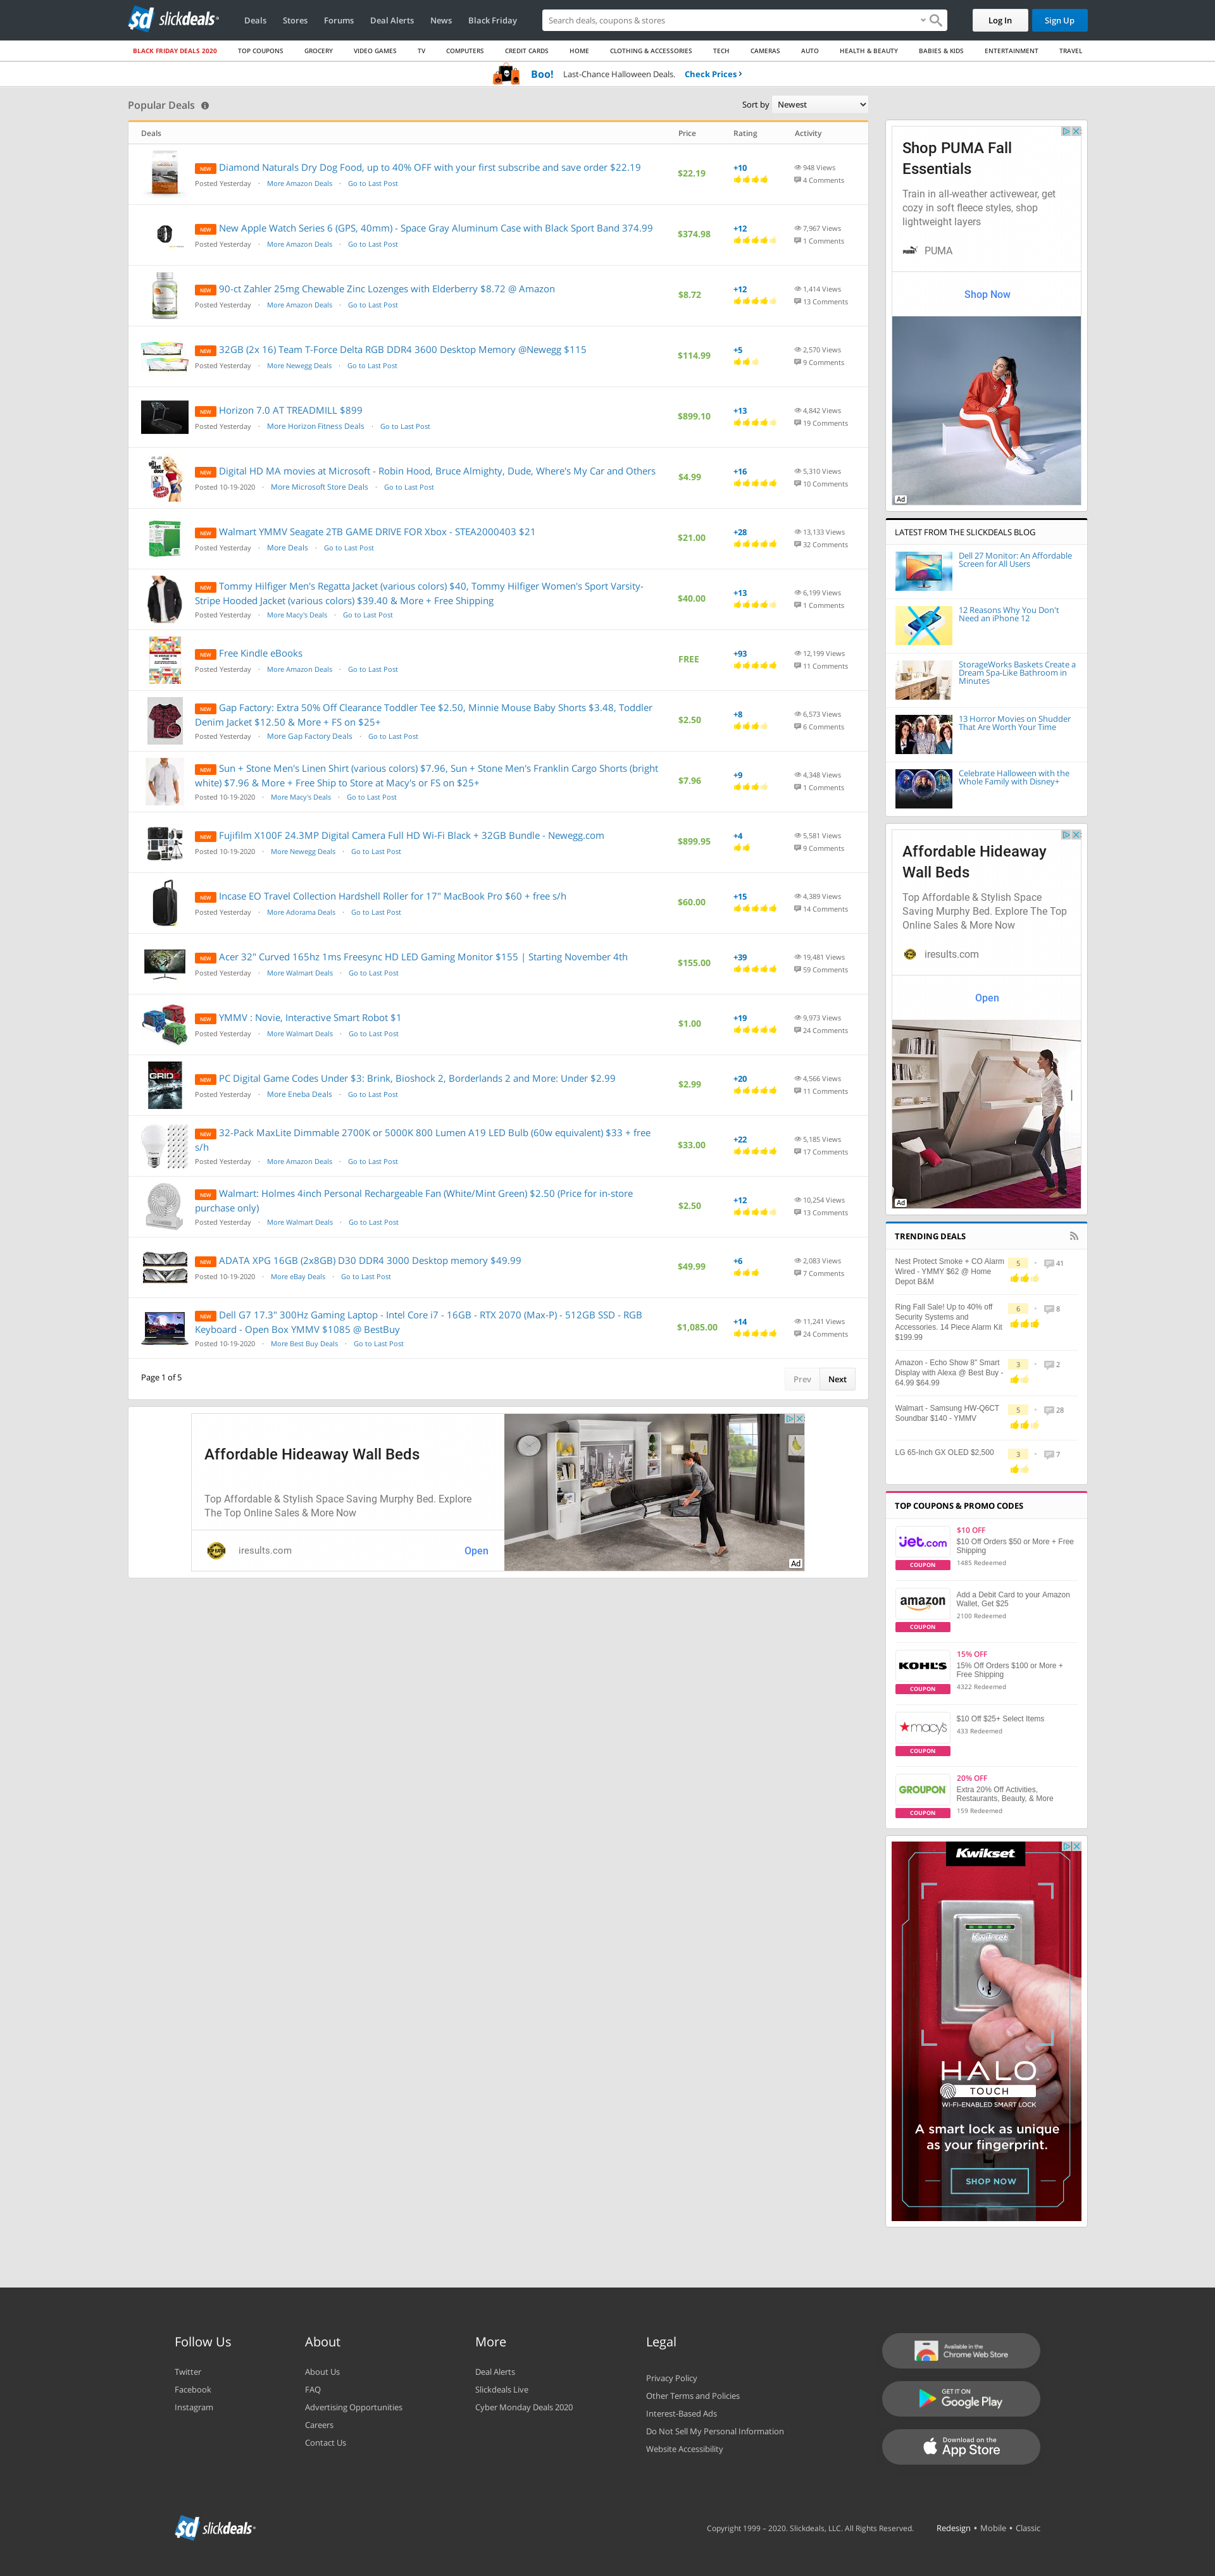 slickdeals
Deals Stores Forums Deal Alerts News Black Friday
Search deals, coupons & stores
Log In Sign Up
BLACK FRIDAY DEALS 2020 TOP COUPONS GROCERY VIDEO GAMES TV COMPUTERS CREDIT CARDS HOME CLOTHING & ACCESSORIES TECH CAMERAS AUTO HEALTH & BEAUTY BABIES & KIDS ENTERTAINMENT TRAVEL
Boo! Last-Chance Halloween Deals. Check Prices ›
Popular Deals
Sort by Newest
Deals Price Rating Activity
NEW Diamond Naturals Dry Dog Food, up to 40% OFF with your first subscribe and save order $22.19
Posted Yesterday · More Amazon Deals · Go to Last Post
$22.19 +10 948 Views
4 Comments
NEW New Apple Watch Series 6 (GPS, 40mm) - Space Gray Aluminum Case with Black Sport Band 374.99
Posted Yesterday · More Amazon Deals · Go to Last Post
$374.98 +12 7,967 Views
1 Comments
NEW 90-ct Zahler 25mg Chewable Zinc Lozenges with Elderberry $8.72 @ Amazon
Posted Yesterday · More Amazon Deals · Go to Last Post
$8.72 +12 1,414 Views
13 Comments
NEW 32GB (2x 16) Team T-Force Delta RGB DDR4 3600 Desktop Memory @Newegg $115
Posted Yesterday · More Newegg Deals · Go to Last Post
$114.99 +5 2,570 Views
9 Comments
NEW Horizon 7.0 AT TREADMILL $899
Posted Yesterday · More Horizon Fitness Deals · Go to Last Post
$899.10 +13 4,842 Views
19 Comments
NEW Digital HD MA movies at Microsoft - Robin Hood, Bruce Almighty, Dude, Where's My Car and Others
Posted 10-19-2020 · More Microsoft Store Deals · Go to Last Post
$4.99 +16 5,310 Views
10 Comments
NEW Walmart YMMV Seagate 2TB GAME DRIVE FOR Xbox - STEA2000403 $21
Posted Yesterday · More Deals · Go to Last Post
$21.00 +28 13,133 Views
32 Comments
NEW Tommy Hilfiger Men's Regatta Jacket (various colors) $40, Tommy Hilfiger Women's Sport Varsity-
Stripe Hooded Jacket (various colors) $39.40 & More + Free Shipping
Posted Yesterday · More Macy's Deals · Go to Last Post
$40.00 +13 6,199 Views
1 Comments
NEW Free Kindle eBooks
Posted Yesterday · More Amazon Deals · Go to Last Post
FREE +93 12,199 Views
11 Comments
NEW Gap Factory: Extra 50% Off Clearance Toddler Tee $2.50, Minnie Mouse Baby Shorts $3.48, Toddler
Denim Jacket $12.50 & More + FS on $25+
Posted Yesterday · More Gap Factory Deals · Go to Last Post
$2.50 +8 6,573 Views
6 Comments
NEW Sun + Stone Men's Linen Shirt (various colors) $7.96, Sun + Stone Men's Franklin Cargo Shorts (bright
white) $7.96 & More + Free Ship to Store at Macy's or FS on $25+
Posted 10-19-2020 · More Macy's Deals · Go to Last Post
$7.96 +9 4,348 Views
1 Comments
NEW Fujifilm X100F 24.3MP Digital Camera Full HD Wi-Fi Black + 32GB Bundle - Newegg.com
Posted 10-19-2020 · More Newegg Deals · Go to Last Post
$899.95 +4 5,581 Views
9 Comments
NEW Incase EO Travel Collection Hardshell Roller for 17" MacBook Pro $60 + free s/h
Posted Yesterday · More Adorama Deals · Go to Last Post
$60.00 +15 4,389 Views
14 Comments
NEW Acer 32" Curved 165hz 1ms Freesync HD LED Gaming Monitor $155 | Starting November 4th
Posted Yesterday · More Walmart Deals · Go to Last Post
$155.00 +39 19,481 Views
59 Comments
NEW YMMV : Novie, Interactive Smart Robot $1
Posted Yesterday · More Walmart Deals · Go to Last Post
$1.00 +19 9,973 Views
24 Comments
NEW PC Digital Game Codes Under $3: Brink, Bioshock 2, Borderlands 2 and More: Under $2.99
Posted Yesterday · More Eneba Deals · Go to Last Post
$2.99 +20 4,566 Views
11 Comments
NEW 32-Pack MaxLite Dimmable 2700K or 5000K 800 Lumen A19 LED Bulb (60w equivalent) $33 + free
s/h
Posted Yesterday · More Amazon Deals · Go to Last Post
$33.00 +22 5,185 Views
17 Comments
NEW Walmart: Holmes 4inch Personal Rechargeable Fan (White/Mint Green) $2.50 (Price for in-store
purchase only)
Posted Yesterday · More Walmart Deals · Go to Last Post
$2.50 +12 10,254 Views
13 Comments
NEW ADATA XPG 16GB (2x8GB) D30 DDR4 3000 Desktop memory $49.99
Posted 10-19-2020 · More eBay Deals · Go to Last Post
$49.99 +6 2,083 Views
7 Comments
NEW Dell G7 17.3" 300Hz Gaming Laptop - Intel Core i7 - 16GB - RTX 2070 (Max-P) - 512GB SSD - RGB
Keyboard - Open Box YMMV $1085 @ BestBuy
Posted 10-19-2020 · More Best Buy Deals · Go to Last Post
$1,085.00 +14 11,241 Views
24 Comments
Page 1 of 5 Prev Next
Affordable Hideaway Wall Beds
Top Affordable & Stylish Space Saving Murphy Bed. Explore
The Top Online Sales & More Now
iresults.com Open
Ad
Shop PUMA Fall
Essentials
Train in all-weather activewear, get
cozy in soft fleece styles, shop
lightweight layers
PUMA
Shop Now
Ad
LATEST FROM THE SLICKDEALS BLOG
Dell 27 Monitor: An Affordable
Screen for All Users
12 Reasons Why You Don't
Need an iPhone 12
StorageWorks Baskets Create a
Dream Spa-Like Bathroom in
Minutes
13 Horror Movies on Shudder
That Are Worth Your Time
Celebrate Halloween with the
Whole Family with Disney+
Affordable Hideaway
Wall Beds
Top Affordable & Stylish Space
Saving Murphy Bed. Explore The Top
Online Sales & More Now
iresults.com
Open
Ad
TRENDING DEALS
Nest Protect Smoke + CO Alarm
Wired - YMMY $62 @ Home
Depot B&M
5 · 41
Ring Fall Sale! Up to 40% off
Security Systems and
Accessories. 14 Piece Alarm Kit
$199.99
6 · 8
Amazon - Echo Show 8" Smart
Display with Alexa @ Best Buy -
64.99 $64.99
3 · 2
Walmart - Samsung HW-Q6CT
Soundbar $140 - YMMV
5 · 28
LG 65-Inch GX OLED $2,500
3 · 7
TOP COUPONS & PROMO CODES
jet.com
COUPON
$10 OFF
$10 Off Orders $50 or More + Free
Shipping
1485 Redeemed
amazon
COUPON
Add a Debit Card to your Amazon
Wallet, Get $25
2100 Redeemed
KOHL'S
COUPON
15% OFF
15% Off Orders $100 or More +
Free Shipping
4322 Redeemed
macy's
COUPON
$10 Off $25+ Select Items
433 Redeemed
GROUPON
COUPON
20% OFF
Extra 20% Off Activities,
Restaurants, Beauty, & More
159 Redeemed
Kwikset
Kwikset
HALO
TOUCH
WI-FI-ENABLED SMART LOCK
A smart lock as unique
as your fingerprint.
SHOP NOW
Follow Us
Twitter
Facebook
Instagram
About
About Us
FAQ
Advertising Opportunities
Careers
Contact Us
More
Deal Alerts
Slickdeals Live
Cyber Monday Deals 2020
Legal
Privacy Policy
Other Terms and Policies
Interest-Based Ads
Do Not Sell My Personal Information
Website Accessibility
Available in the
Chrome Web Store
GET IT ON
Google Play
Download on the
App Store
slickdeals
Copyright 1999 – 2020. Slickdeals, LLC. All Rights Reserved. Redesign • Mobile • Classic